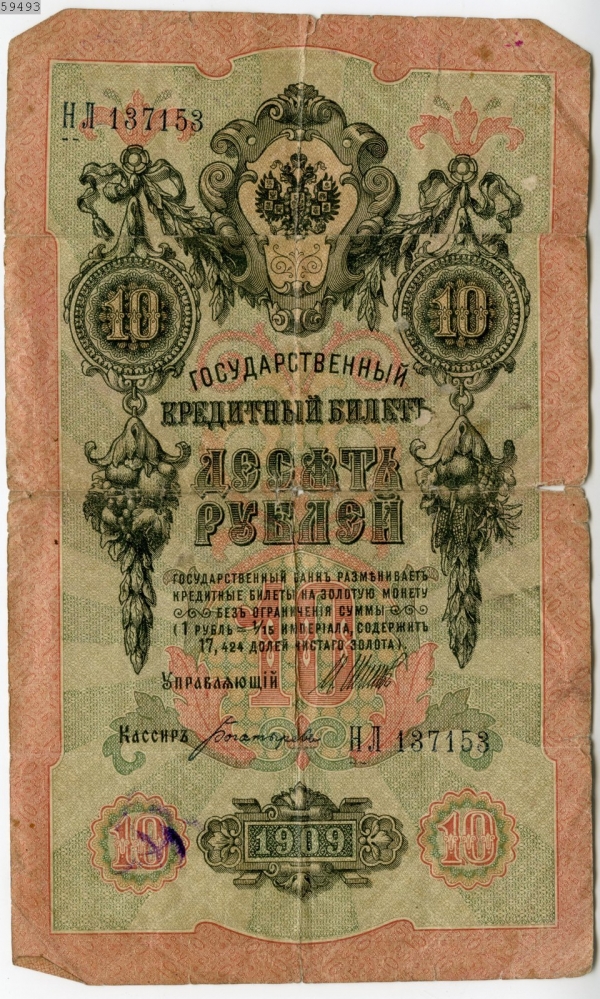 59493
НЛ 137153
10 10
ГОСУДАРСТВЕННЫЙ
КРЕДИТНЫЙ БИЛЕТЪ
ДЕСЯТЬ
РУБЛЕЙ
ГОСУДАРСТВЕННЫЙ БАНКЪ РАЗМѢНИВАЕТЪ
КРЕДИТНЫЕ БИЛЕТЫ НА ЗОЛОТУЮ МОНЕТУ
БЕЗЪ ОГРАНИЧЕНІЯ СУММЫ
(1 РУБЛЬ = 1/15 ИМПЕРІАЛА, СОДЕРЖИТЪ
17,424 ДОЛЕЙ ЧИСТАГО ЗОЛОТА).
10
УПРАВЛЯЮЩІЙ
КАССИРЪ Богатыревъ НЛ 137153
10 1909 10